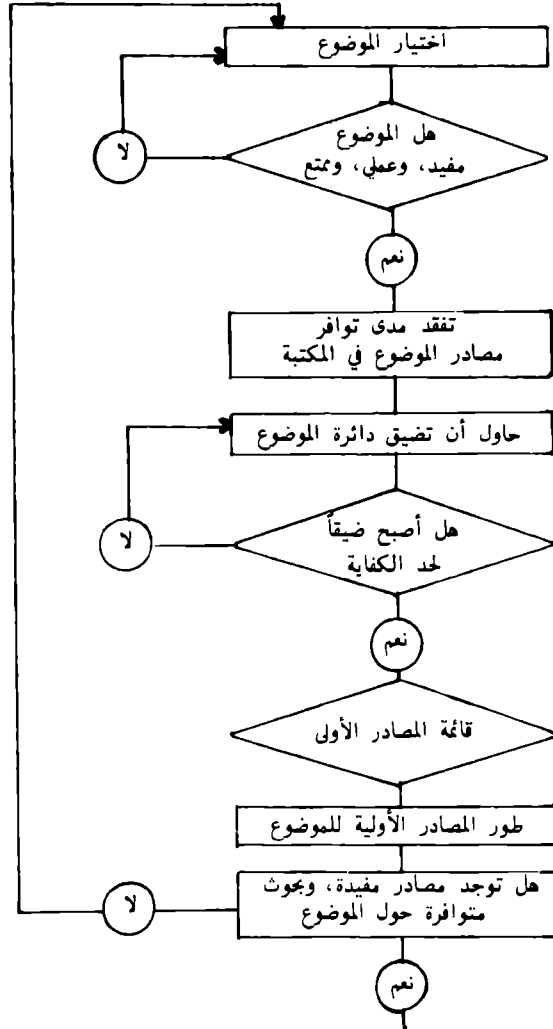 اختيار الموضوع
هل الموضوع
مفيد، وعملي، وممتع
لا
نعم
تفقد مدى توافر
مصادر الموضوع في المكتبة
حاول أن تضيق دائرة الموضوع
هل أصبح ضيقاً
لحد الكفاية
لا
نعم
قائمة المصادر الأولى
طور المصادر الأولية للموضوع
هل توجد مصادر مفيدة، وبحوث
متوافرة حول الموضوع
لا
نعم